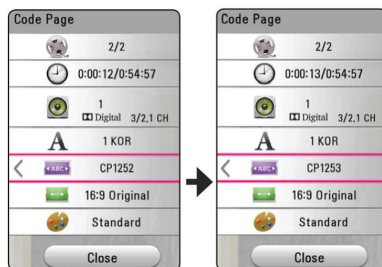 Code Page
2/2
0:00:12/0:54:57
1
Digital 3/2.1 CH
A
1 KOR
ABC
CP1252
16:9 Original
Standard
Close
Code Page
2/2
0:00:13/0:54:57
1
Digital 3/2.1 CH
A
1 KOR
ABC
CP1253
16:9 Original
Standard
Close